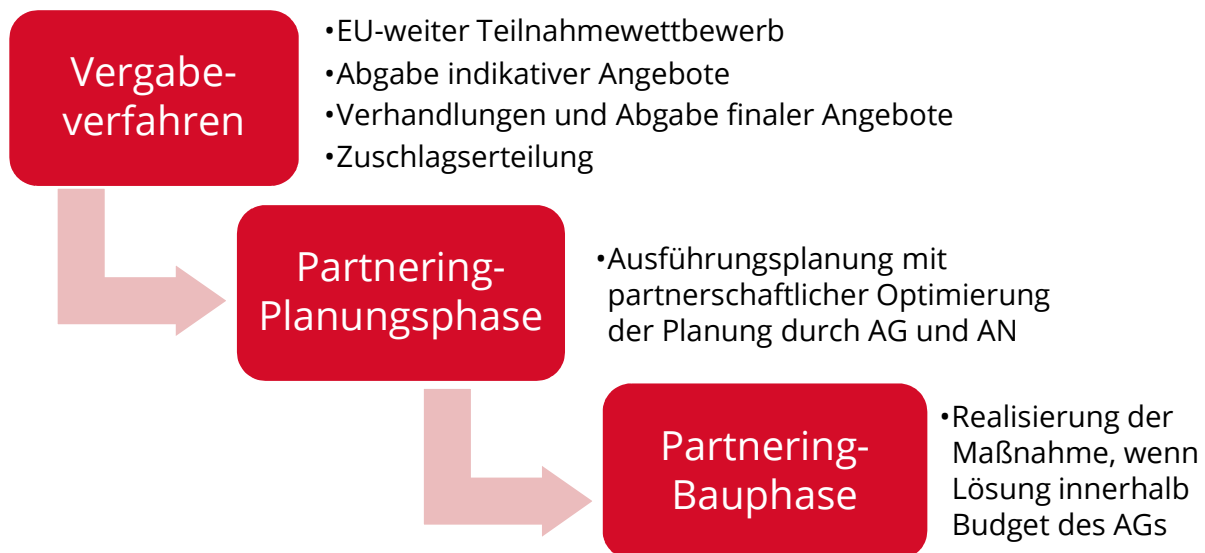 Vergabe-
verfahren
•EU-weiter Teilnahmewettbewerb
•Abgabe indikativer Angebote
•Verhandlungen und Abgabe finaler Angebote
•Zuschlagserteilung
Partnering-
Planungsphase
•Ausführungsplanung mit
partnerschaftlicher Optimierung
der Planung durch AG und AN
Partnering-
Bauphase
•Realisierung der
Maßnahme, wenn
Lösung innerhalb
Budget des AGs